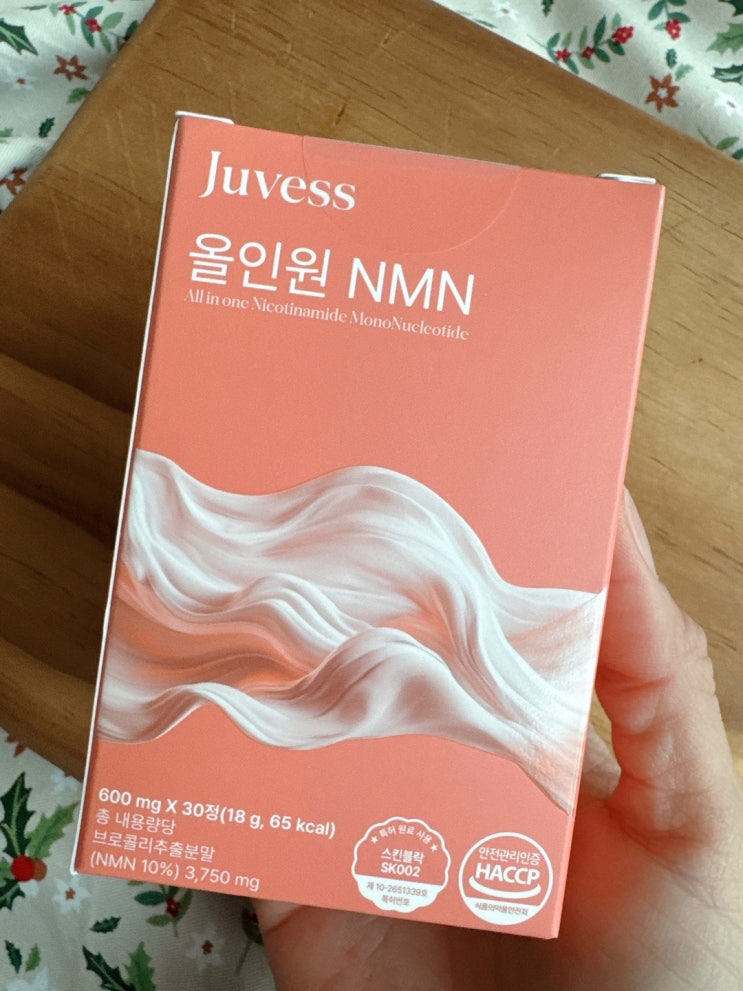 Juvess
올인원 NMN
All in one Nicotinamide MonoNucleotide
600 mg X 30정(18 g, 65 kcal)
총 내용량당
브로콜리추출분말
(NMN 10%) 3,750 mg
★ 특허 원료 사용 ★
스킨블락
SK002
제 10-2651339호
특허번호
안전관리인증
HACCP
식품의약품안전처